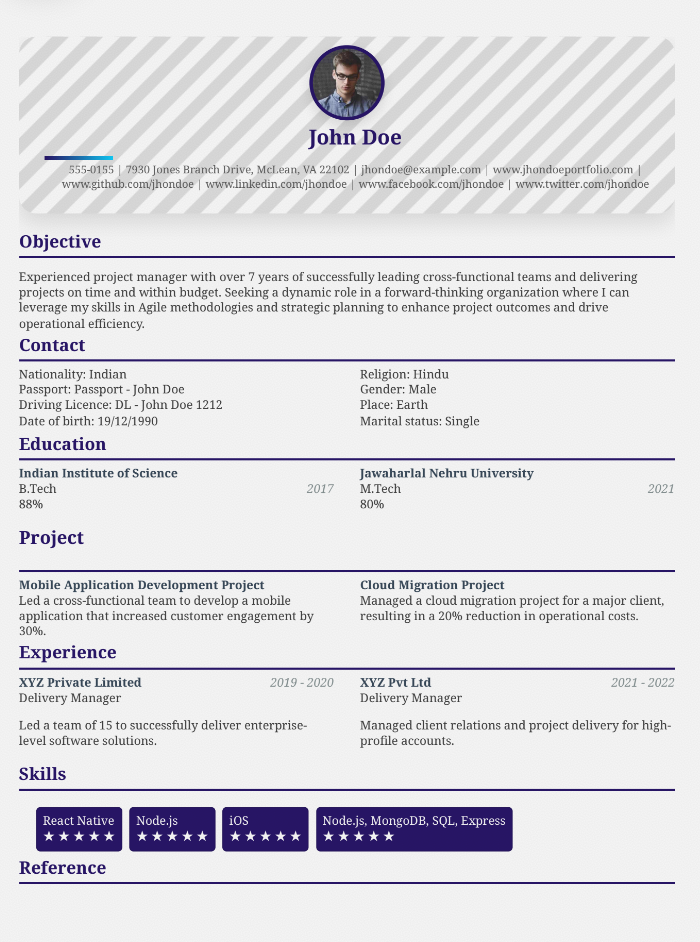 John Doe
555-0155 | 7930 Jones Branch Drive, McLean, VA 22102 | jhondoe@example.com | www.jhondoeportfolio.com |
www.github.com/jhondoe | www.linkedin.com/jhondoe | www.facebook.com/jhondoe | www.twitter.com/jhondoe
Objective
Experienced project manager with over 7 years of successfully leading cross-functional teams and delivering
projects on time and within budget. Seeking a dynamic role in a forward-thinking organization where I can
leverage my skills in Agile methodologies and strategic planning to enhance project outcomes and drive
operational efficiency.
Contact
Nationality: Indian
Passport: Passport - John Doe
Driving Licence: DL - John Doe 1212
Date of birth: 19/12/1990
Religion: Hindu
Gender: Male
Place: Earth
Marital status: Single
Education
Indian Institute of Science
B.Tech 2017
88%
Jawaharlal Nehru University
M.Tech 2021
80%
Project
Mobile Application Development Project
Led a cross-functional team to develop a mobile
application that increased customer engagement by
30%.
Cloud Migration Project
Managed a cloud migration project for a major client,
resulting in a 20% reduction in operational costs.
Experience
XYZ Private Limited 2019 - 2020
Delivery Manager
Led a team of 15 to successfully deliver enterprise-
level software solutions.
XYZ Pvt Ltd 2021 - 2022
Delivery Manager
Managed client relations and project delivery for high-
profile accounts.
Skills
React Native
★★★★★
Node.js
★★★★★
iOS
★★★★★
Node.js, MongoDB, SQL, Express
★★★★★
Reference